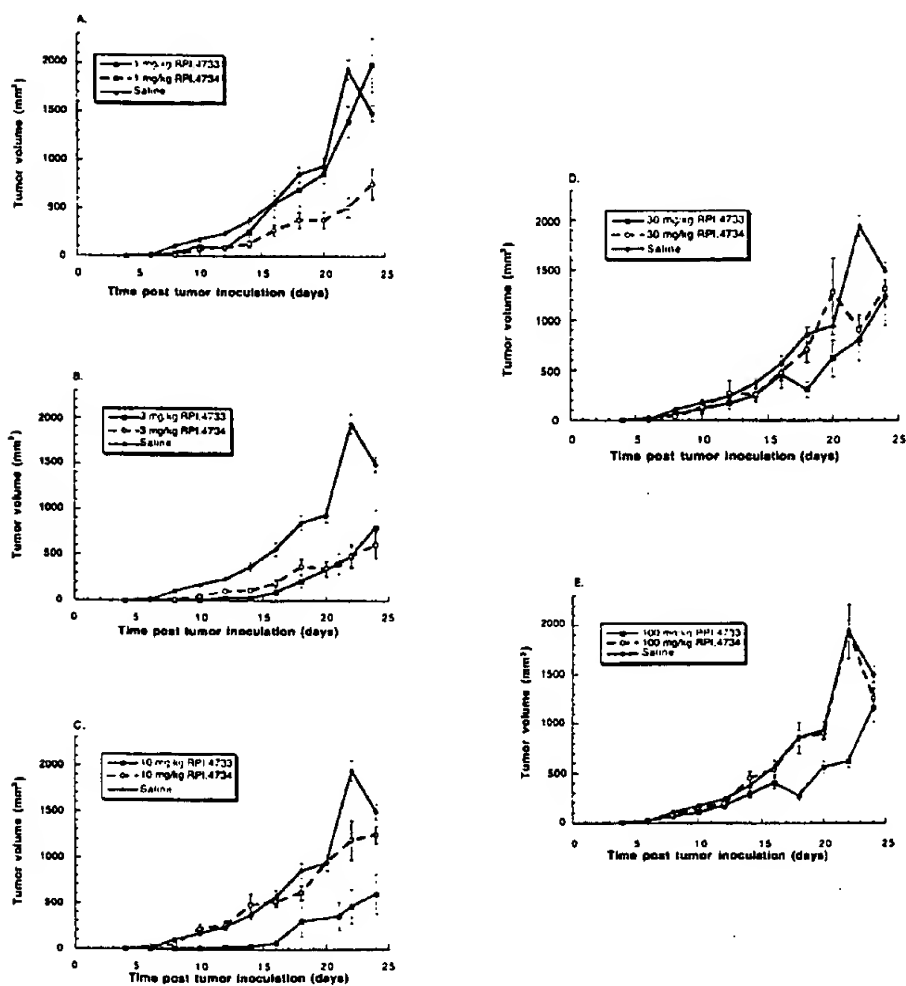 A.
Tumor volume (mm³)
2000
1500
1000
500
0
1 mg/kg RPI.4733
1 mg/kg RPI.4734
Saline
0 5 10 15 20 25
Time post tumor inoculation (days)
B.
Tumor volume (mm³)
2000
1500
1000
500
0
3 mg/kg RPI.4733
3 mg/kg RPI.4734
Saline
0 5 10 15 20 25
Time post tumor inoculation (days)
C.
Tumor volume (mm³)
2000
1500
1000
500
0
10 mg/kg RPI.4733
10 mg/kg RPI.4734
Saline
0 5 10 15 20 25
Time post tumor inoculation (days)
D.
Tumor volume (mm³)
2000
1500
1000
500
0
30 mg/kg RPI.4733
30 mg/kg RPI.4734
Saline
0 5 10 15 20 25
Time post tumor inoculation (days)
E.
Tumor volume (mm³)
2000
1500
1000
500
0
100 mg/kg RPI.4733
100 mg/kg RPI.4734
Saline
0 5 10 15 20 25
Time post tumor inoculation (days)